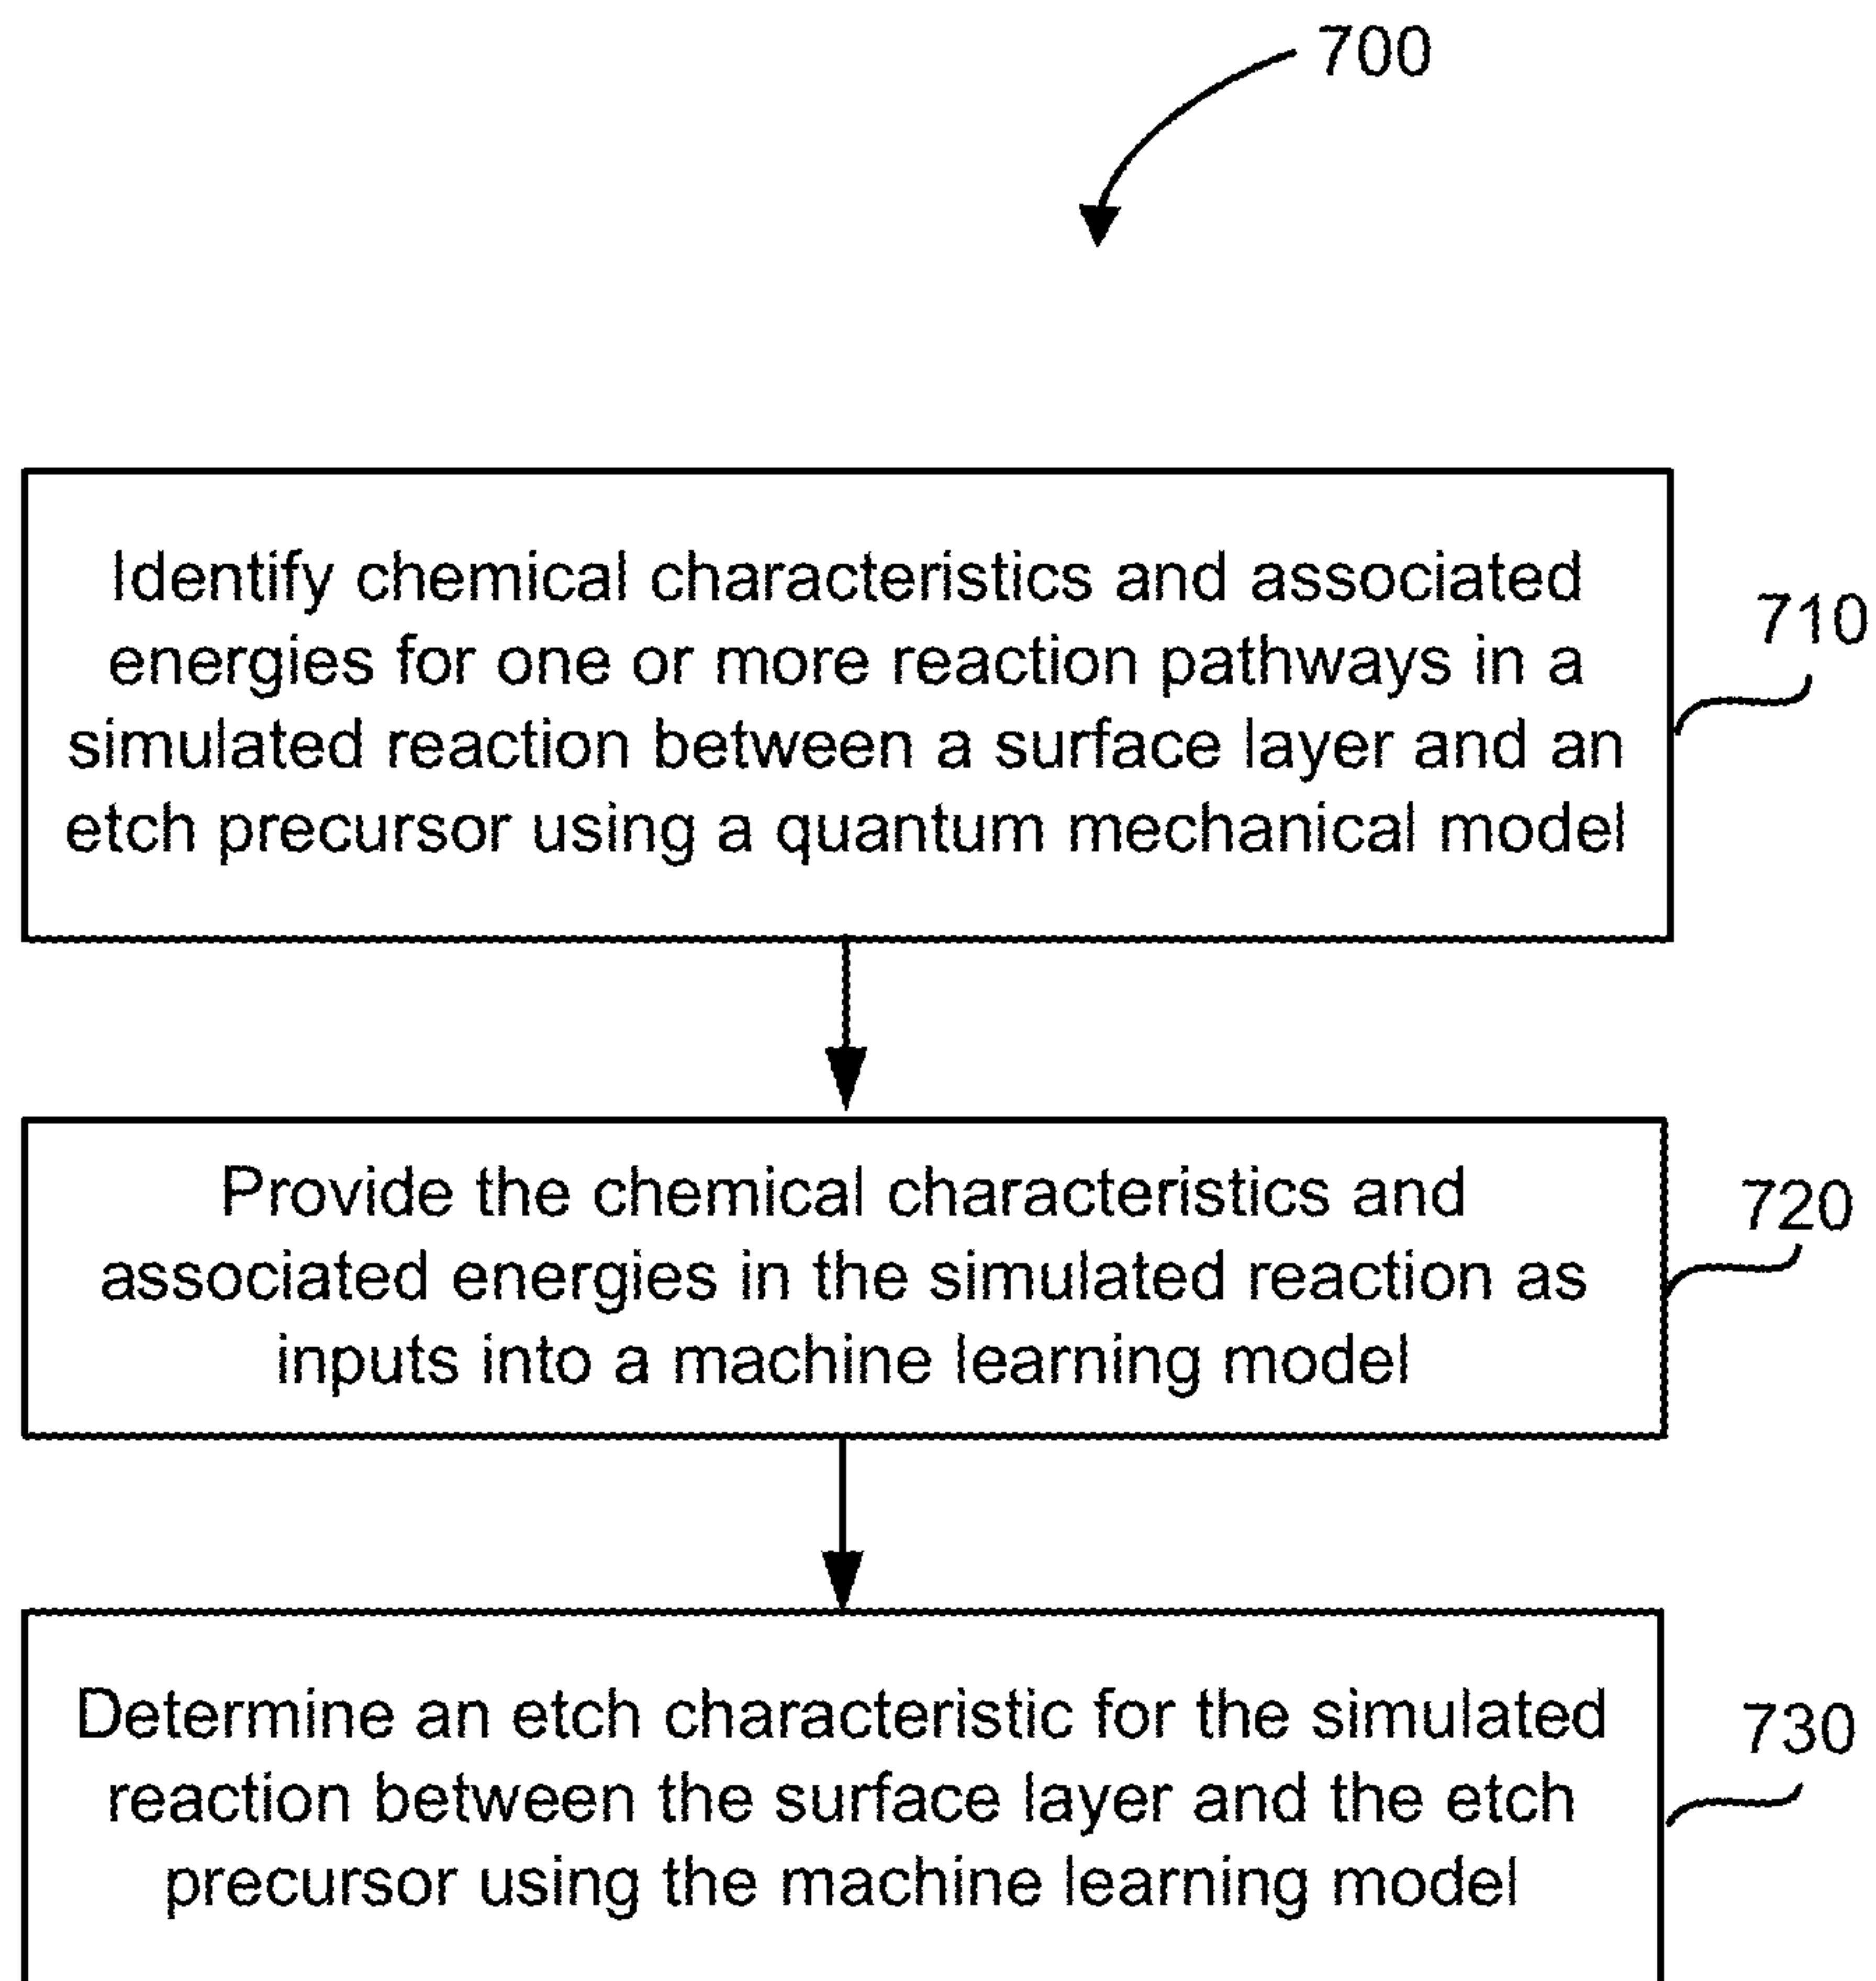 700
Identify chemical characteristics and associated
energies for one or more reaction pathways in a
simulated reaction between a surface layer and an
etch precursor using a quantum mechanical model
710
Provide the chemical characteristics and
associated energies in the simulated reaction as
inputs into a machine learning model
720
Determine an etch characteristic for the simulated
reaction between the surface layer and the etch
precursor using the machine learning model
730